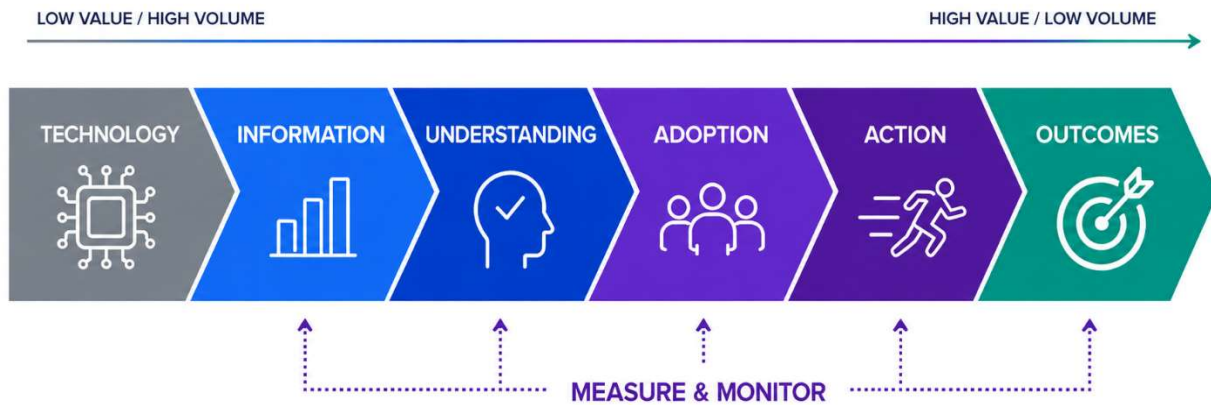 LOW VALUE / HIGH VOLUME
HIGH VALUE / LOW VOLUME
TECHNOLOGY
INFORMATION
UNDERSTANDING
ADOPTION
ACTION
OUTCOMES
MEASURE & MONITOR